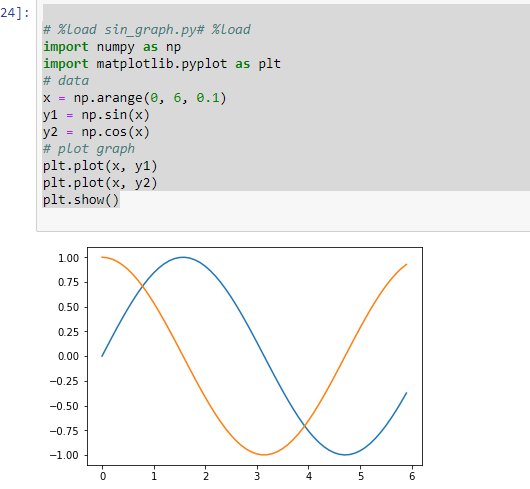 24]:
# %load sin_graph.py# %load
import numpy as np
import matplotlib.pyplot as plt
# data
x = np.arange(0, 6, 0.1)
y1 = np.sin(x)
y2 = np.cos(x)
# plot graph
plt.plot(x, y1)
plt.plot(x, y2)
plt.show()
1.00
0.75
0.50
0.25
0.00
−0.25
−0.50
−0.75
−1.00
0 1 2 3 4 5 6